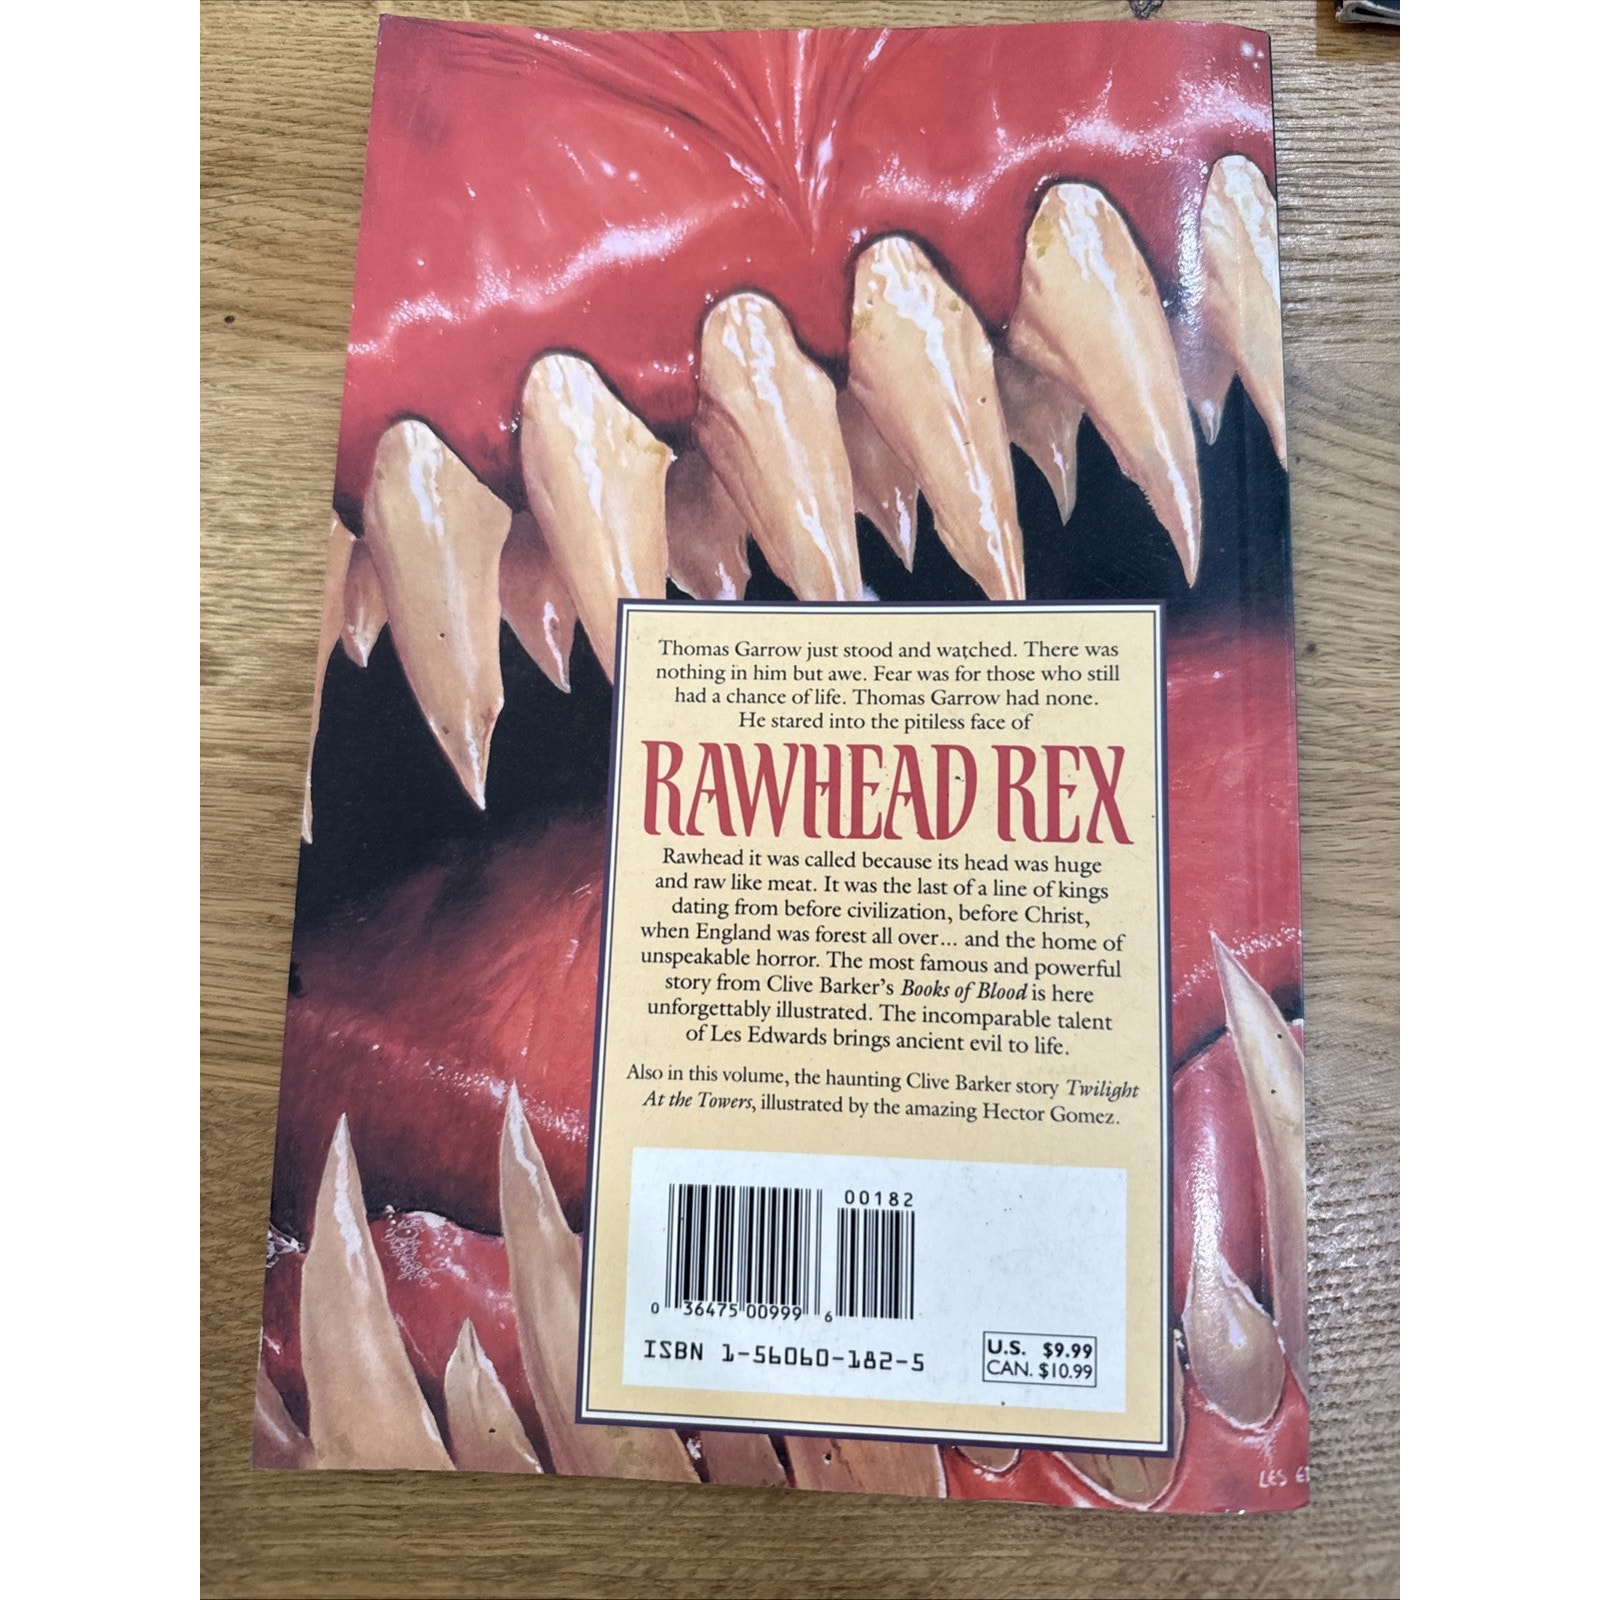 Thomas Garrow just stood and watched. There was
nothing in him but awe. Fear was for those who still
had a chance of life. Thomas Garrow had none.
He stared into the pitiless face of
RAWHEAD REX
Rawhead it was called because its head was huge
and raw like meat. It was the last of a line of kings
dating from before civilization, before Christ,
when England was forest all over... and the home of
unspeakable horror. The most famous and powerful
story from Clive Barker's Books of Blood is here
unforgettably illustrated. The incomparable talent
of Les Edwards brings ancient evil to life.
Also in this volume, the haunting Clive Barker story Twilight
At the Towers, illustrated by the amazing Hector Gomez.
00182
0 36475 00999 6
ISBN 1-56060-182-5
U.S. $9.99
CAN. $10.99
LES